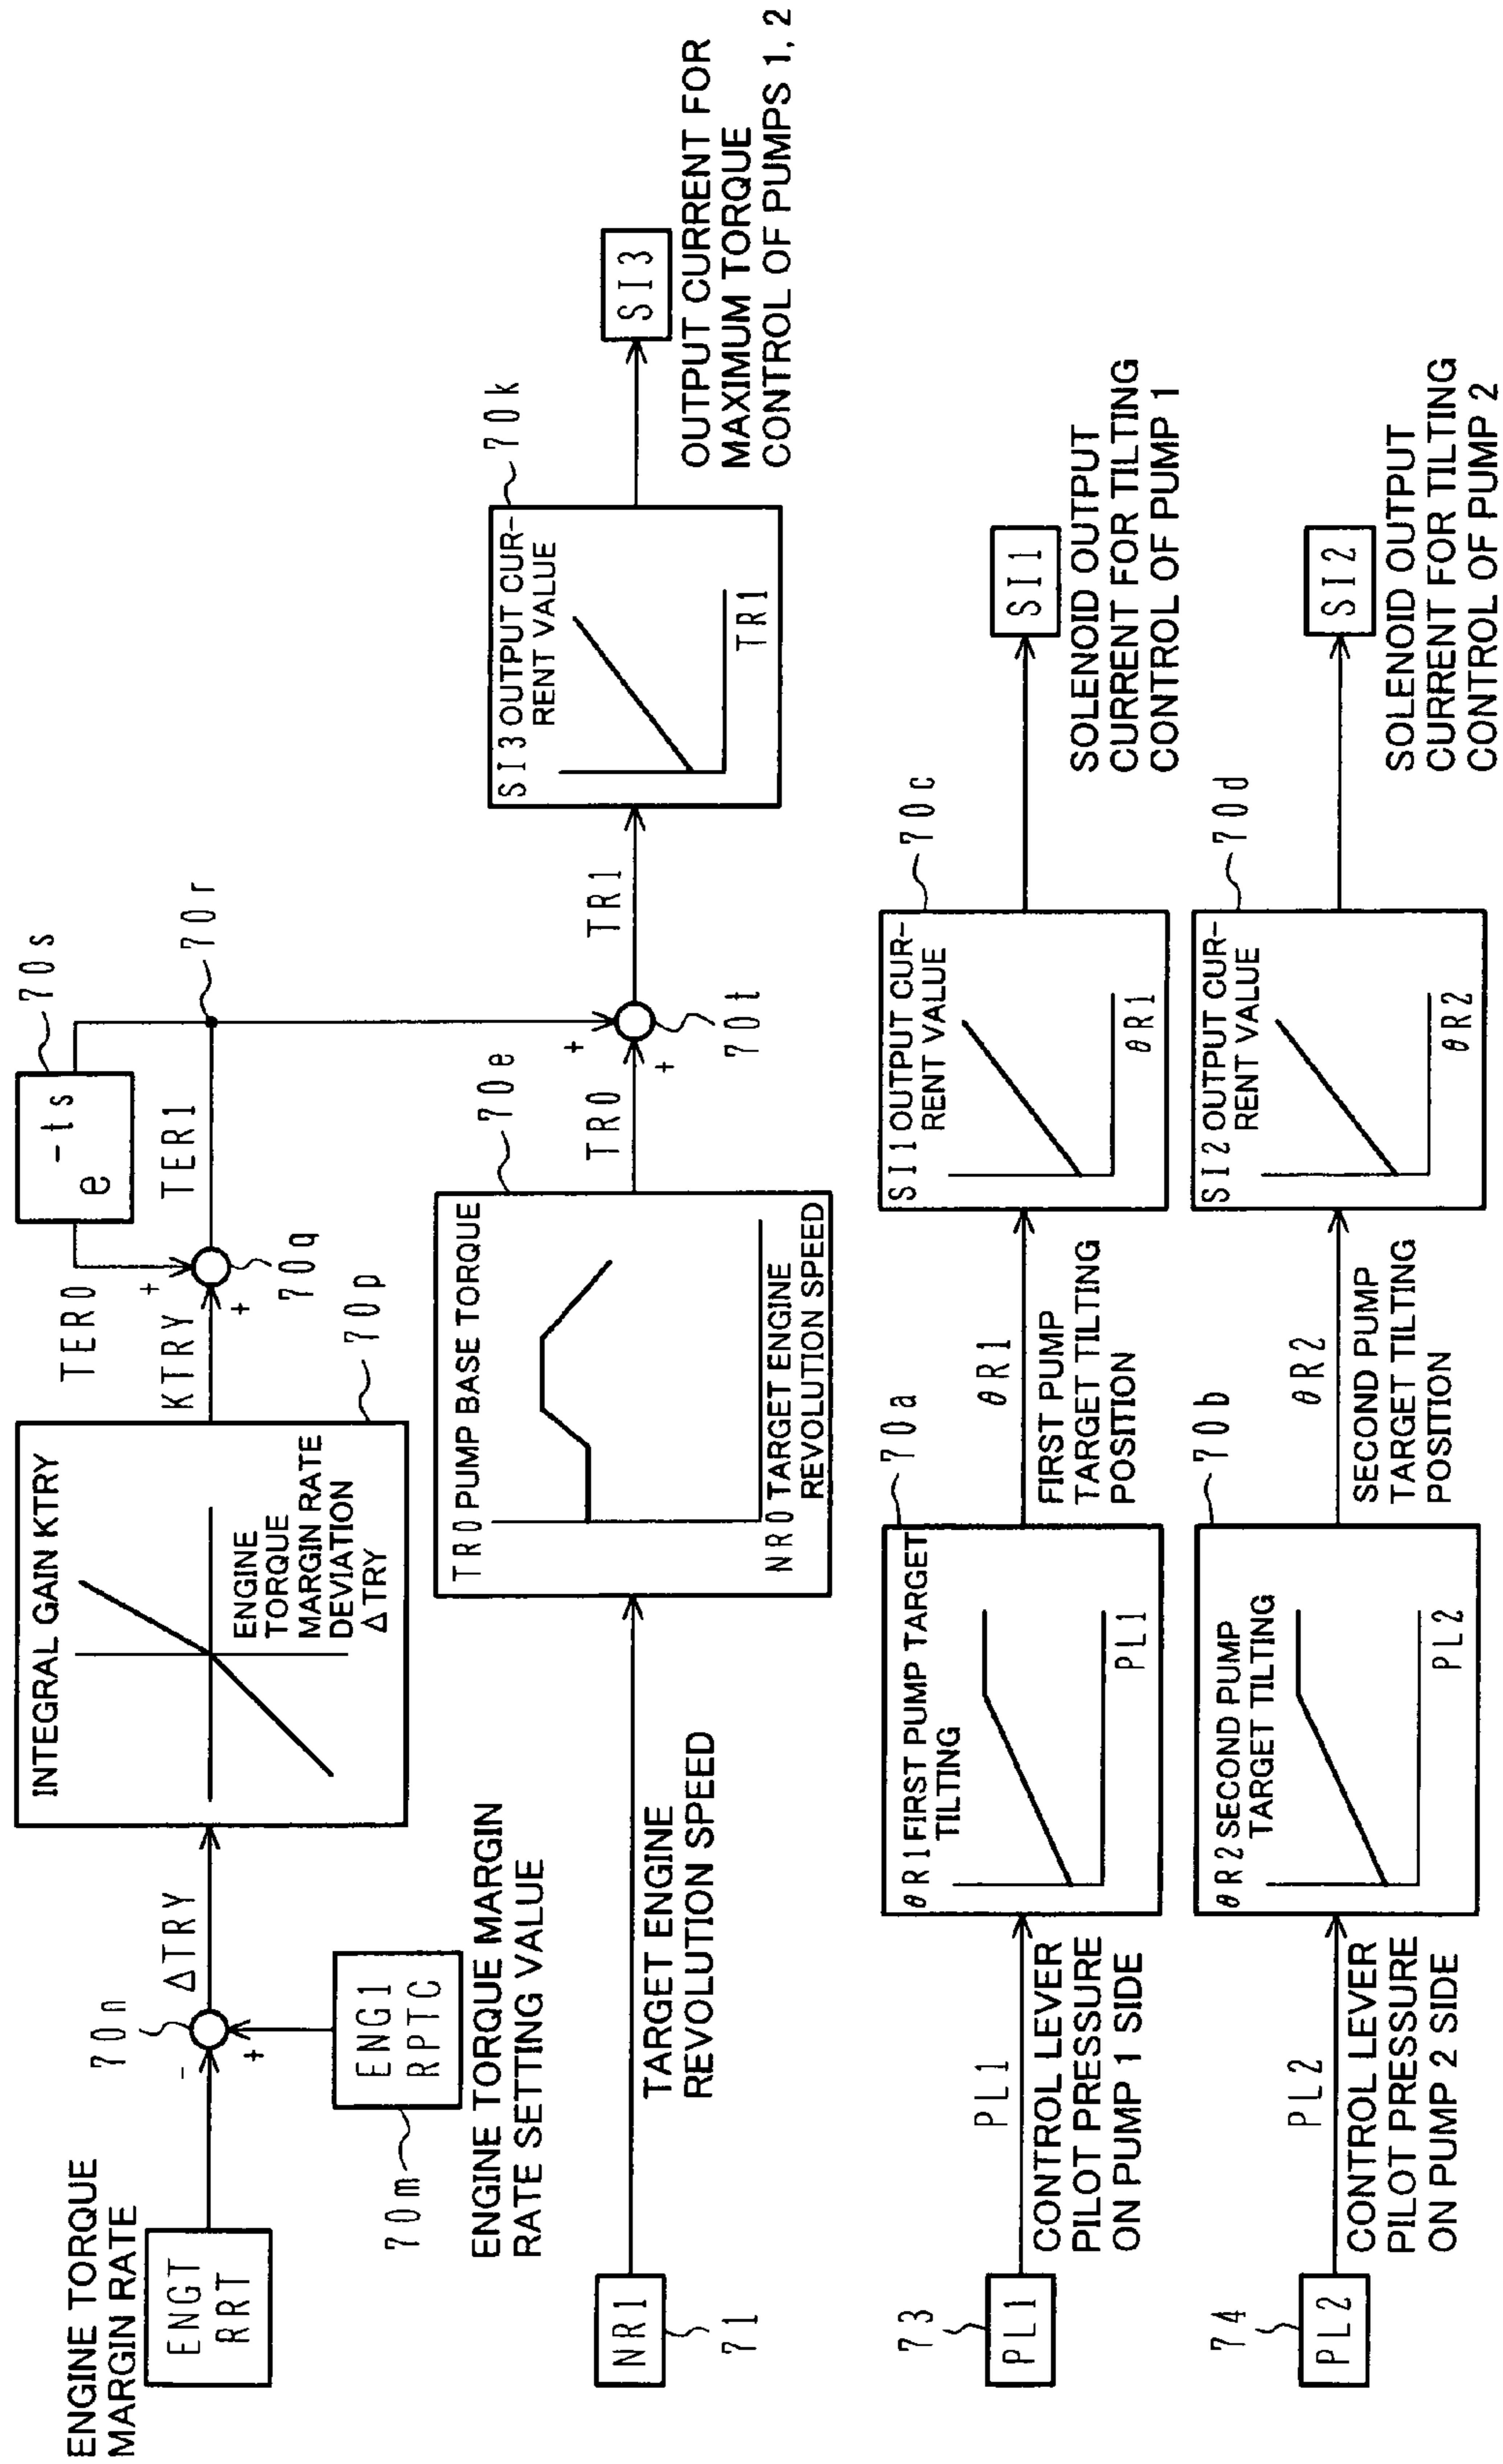 ENGINE TORQUE
MARGIN RATE
ENGT
RRT
70n
-
+
ΔTRY
ENG1
RPTC
70m
ENGINE TORQUE MARGIN
RATE SETTING VALUE
INTEGRAL GAIN KTRY
ENGINE
TORQUE
MARGIN RATE
DEVIATION
ΔTRY
70p
KTRY
TER0
+
+
70q
e^-ts
70s
TER1
70r
NR1
71
TARGET ENGINE
REVOLUTION SPEED
TR0 PUMP BASE TORQUE
NR0 TARGET ENGINE
REVOLUTION SPEED
70e
TR0
+
+
70t
TR1
SI3 OUTPUT CUR-
RENT VALUE
TR1
70k
SI3
OUTPUT CURRENT FOR
MAXIMUM TORQUE
CONTROL OF PUMPS 1, 2
73
PL1
PL1
CONTROL LEVER
PILOT PRESSURE
ON PUMP 1 SIDE
θR1 FIRST PUMP TARGET
TILTING
PL1
70a
θR1
FIRST PUMP
TARGET TILTING
POSITION
SI1 OUTPUT CUR-
RENT VALUE
θR1
70c
SI1
SOLENOID OUTPUT
CURRENT FOR TILTING
CONTROL OF PUMP 1
74
PL2
PL2
CONTROL LEVER
PILOT PRESSURE
ON PUMP 2 SIDE
θR2 SECOND PUMP
TARGET TILTING
PL2
70b
θR2
SECOND PUMP
TARGET TILTING
POSITION
SI2 OUTPUT CUR-
RENT VALUE
θR2
70d
SI2
SOLENOID OUTPUT
CURRENT FOR TILTING
CONTROL OF PUMP 2